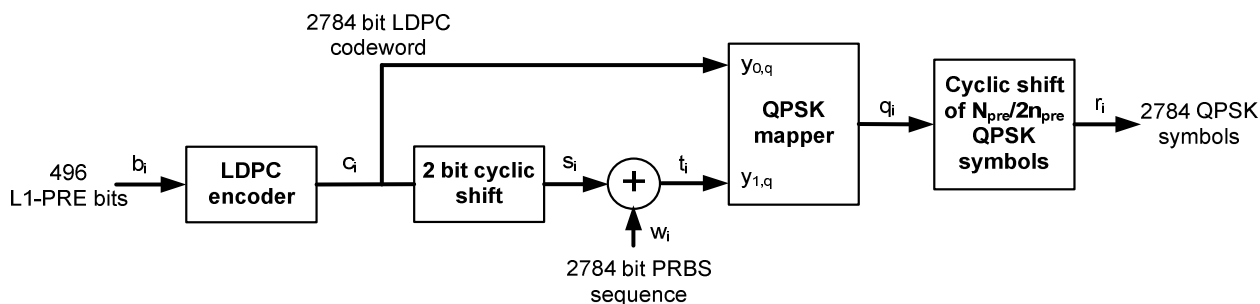 2784 bit LDPC
codeword
496
L1-PRE bits
bi
LDPC
encoder
ci
2 bit cyclic
shift
si
+
wi
2784 bit PRBS
sequence
ti
y0,q
QPSK
mapper
y1,q
qi
Cyclic shift
of Npre/2npre
QPSK
symbols
ri
2784 QPSK
symbols